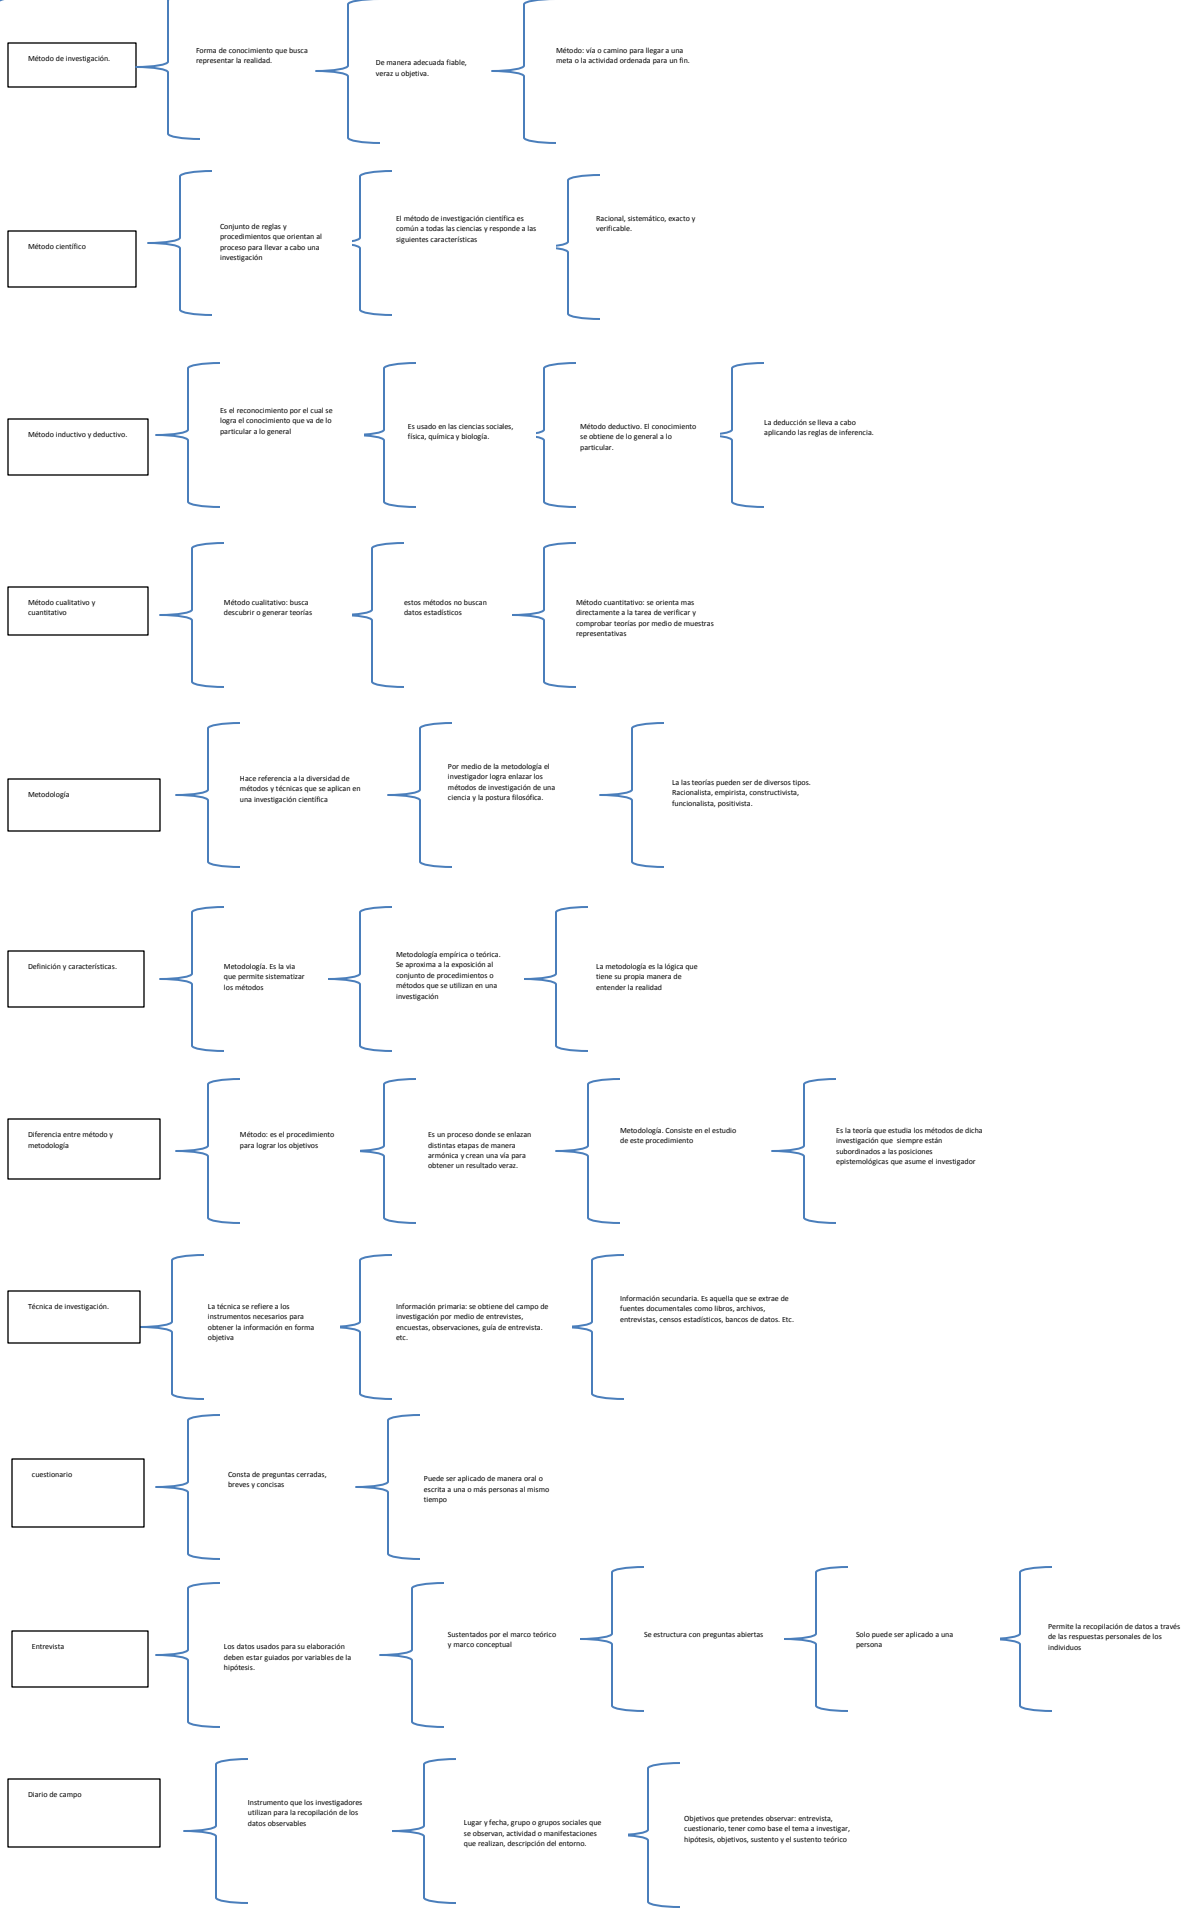 Método de investigación.
Forma de conocimiento que busca
representar la realidad.
De manera adecuada fiable,
veraz u objetiva.
Método: vía o camino para llegar a una
meta o la actividad ordenada para un fin.
Método científico
Conjunto de reglas y
procedimientos que orientan al
proceso para llevar a cabo una
investigación
El método de investigación científica es
común a todas las ciencias y responde a las
siguientes características
Racional, sistemático, exacto y
verificable.
Método inductivo y deductivo.
Es el reconocimiento por el cual se
logra el conocimiento que va de lo
particular a lo general
Es usado en las ciencias sociales,
física, química y biología.
Método deductivo. El conocimiento
se obtiene de lo general a lo
particular.
La deducción se lleva a cabo
aplicando las reglas de inferencia.
Método cualitativo y
cuantitativo
Método cualitativo: busca
descubrir o generar teorías
estos métodos no buscan
datos estadísticos
Método cuantitativo: se orienta mas
directamente a la tarea de verificar y
comprobar teorías por medio de muestras
representativas
Metodología
Hace referencia a la diversidad de
métodos y técnicas que se aplican en
una investigación científica
Por medio de la metodología el
investigador logra enlazar los
métodos de investigación de una
ciencia y la postura filosófica.
La las teorías pueden ser de diversos tipos.
Racionalista, empirista, constructivista,
funcionalista, positivista.
Definición y características.
Metodología. Es la via
que permite sistematizar
los métodos
Metodología empírica o teórica.
Se aproxima a la exposición al
conjunto de procedimientos o
métodos que se utilizan en una
investigación
La metodología es la lógica que
tiene su propia manera de
entender la realidad
Diferencia entre método y
metodología
Método: es el procedimiento
para lograr los objetivos
Es un proceso donde se enlazan
distintas etapas de manera
armónica y crean una vía para
obtener un resultado veraz.
Metodología. Consiste en el estudio
de este procedimiento
Es la teoría que estudia los métodos de dicha
investigación que siempre están
subordinados a las posiciones
epistemológicas que asume el investigador
Técnica de investigación.
La técnica se refiere a los
instrumentos necesarios para
obtener la información en forma
objetiva
Información primaria: se obtiene del campo de
investigación por medio de entrevistes,
encuestas, observaciones, guía de entrevista.
etc.
Información secundaria. Es aquella que se extrae de
fuentes documentales como libros, archivos,
entrevistas, censos estadísticos, bancos de datos. Etc.
cuestionario
Consta de preguntas cerradas,
breves y concisas
Puede ser aplicado de manera oral o
escrita a una o más personas al mismo
tiempo
Entrevista
Los datos usados para su elaboración
deben estar guiados por variables de la
hipótesis.
Sustentados por el marco teórico
y marco conceptual
Se estructura con preguntas abiertas
Solo puede ser aplicado a una
persona
Permite la recopilación de datos a través
de las respuestas personales de los
individuos
Diario de campo
Instrumento que los investigadores
utilizan para la recopilación de los
datos observables
Lugar y fecha, grupo o grupos sociales que
se observan, actividad o manifestaciones
que realizan, descripción del entorno.
Objetivos que pretendes observar: entrevista,
cuestionario, tener como base el tema a investigar,
hipótesis, objetivos, sustento y el sustento teórico